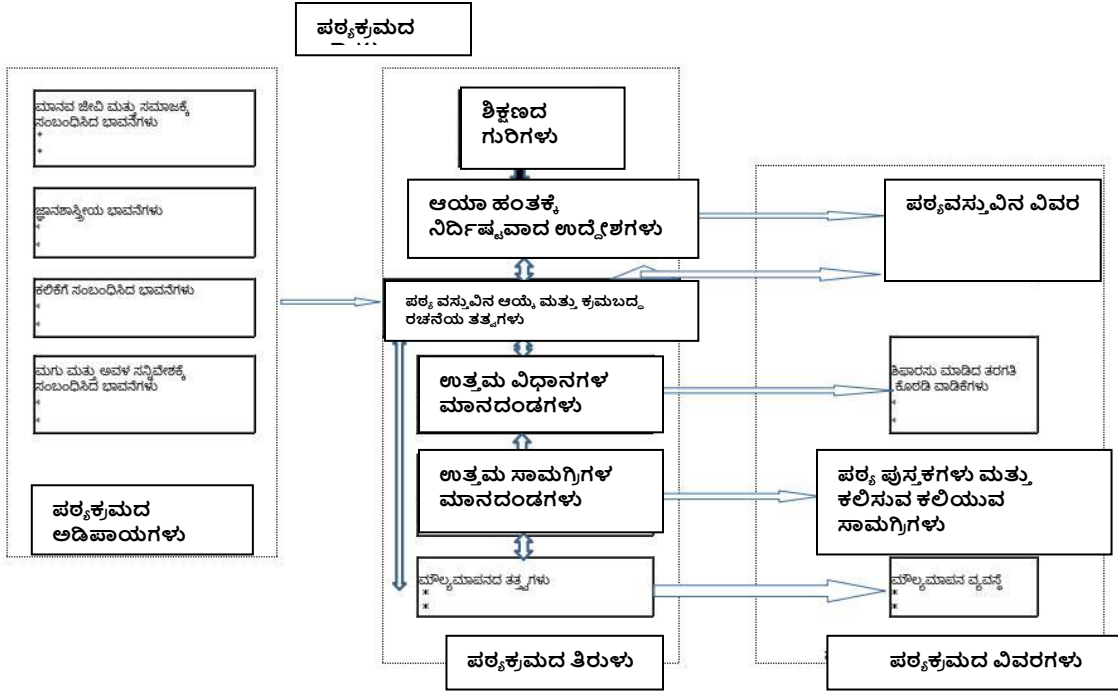 ಪಠ್ಯಕ್ರಮದ
ಮಾನವ ಜೀವಿ ಮತ್ತು ಸಮಾಜಕ್ಕೆ
ಸಂಬಂಧಿಸಿದ ಭಾವನೆಗಳು
*
*
ಜ್ಞಾನಶಾಸ್ತ್ರೀಯ ಭಾವನೆಗಳು
*
*
ಕಲಿಕೆಗೆ ಸಂಬಂಧಿಸಿದ ಭಾವನೆಗಳು
*
*
ಮಗು ಮತ್ತು ಅವಳ ಸನ್ನಿವೇಶಕ್ಕೆ
ಸಂಬಂಧಿಸಿದ ಭಾವನೆಗಳು
*
*
ಪಠ್ಯಕ್ರಮದ
ಅಡಿಪಾಯಗಳು
ಶಿಕ್ಷಣದ
ಗುರಿಗಳು
ಆಯಾ ಹಂತಕ್ಕೆ
ನಿರ್ದಿಷ್ಟವಾದ ಉದ್ದೇಶಗಳು
ಪಠ್ಯ ವಸ್ತುವಿನ ಆಯ್ಕೆ ಮತ್ತು ಕ್ರಮಬದ್ಧ
ರಚನೆಯ ತತ್ವಗಳು
ಉತ್ತಮ ವಿಧಾನಗಳ
ಮಾನದಂಡಗಳು
ಉತ್ತಮ ಸಾಮಗ್ರಿಗಳ
ಮಾನದಂಡಗಳು
ಮೌಲ್ಯಮಾಪನದ ತತ್ತ್ವಗಳು
*
*
ಪಠ್ಯಕ್ರಮದ ತಿರುಳು
ಪಠ್ಯವಸ್ತುವಿನ ವಿವರ
ಶಿಫಾರಸು ಮಾಡಿದ ತರಗತಿ
ಕೊಠಡಿ ವಾಡಿಕೆಗಳು
*
*
ಪಠ್ಯ ಪುಸ್ತಕಗಳು ಮತ್ತು
ಕಲಿಸುವ ಕಲಿಯುವ
ಸಾಮಗ್ರಿಗಳು
ಮೌಲ್ಯಮಾಪನ ವ್ಯವಸ್ಥೆ
*
*
ಪಠ್ಯಕ್ರಮದ ವಿವರಗಳು